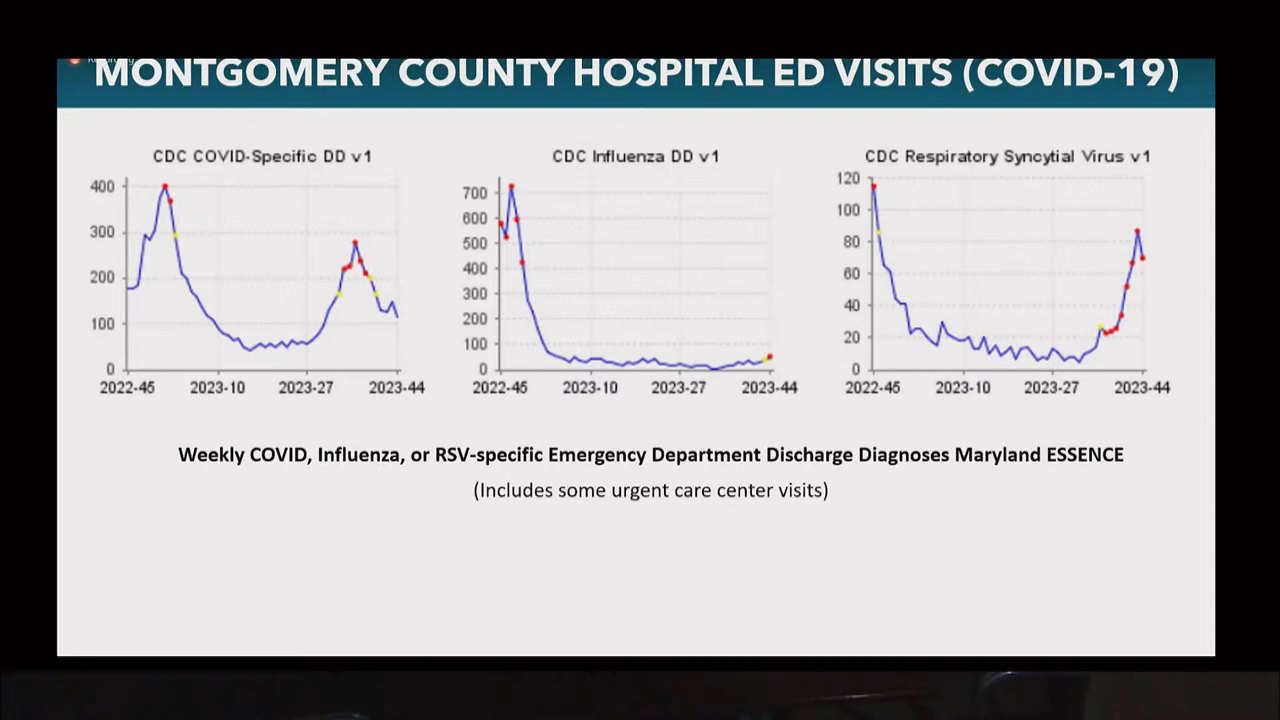 Recording
MONTGOMERY COUNTY HOSPITAL ED VISITS (COVID-19)
CDC COVID-Specific DD v1
400
300
200
100
0
2022-45 2023-10 2023-27 2023-44
CDC Influenza DD v1
700
600
500
400
300
200
100
0
2022-45 2023-10 2023-27 2023-44
CDC Respiratory Syncytial Virus v1
120
100
80
60
40
20
0
2022-45 2023-10 2023-27 2023-44
Weekly COVID, Influenza, or RSV-specific Emergency Department Discharge Diagnoses Maryland ESSENCE
(Includes some urgent care center visits)